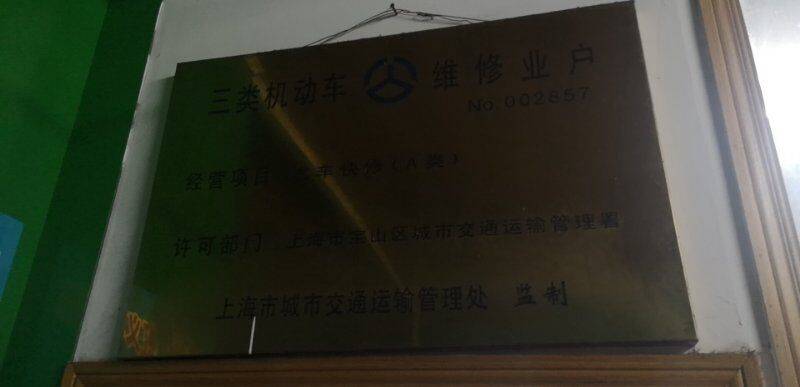 三类机动车 维修业户
No.002857
经营项目 车快修(A类)
许可部门 上海市宝山区城市交通运输管理署
上海市城市交通运输管理处 监制